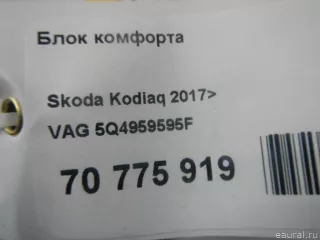 Блок комфорта
Skoda Kodiaq 2017>
VAG 5Q4959595F
70 775 919
eaural.ru